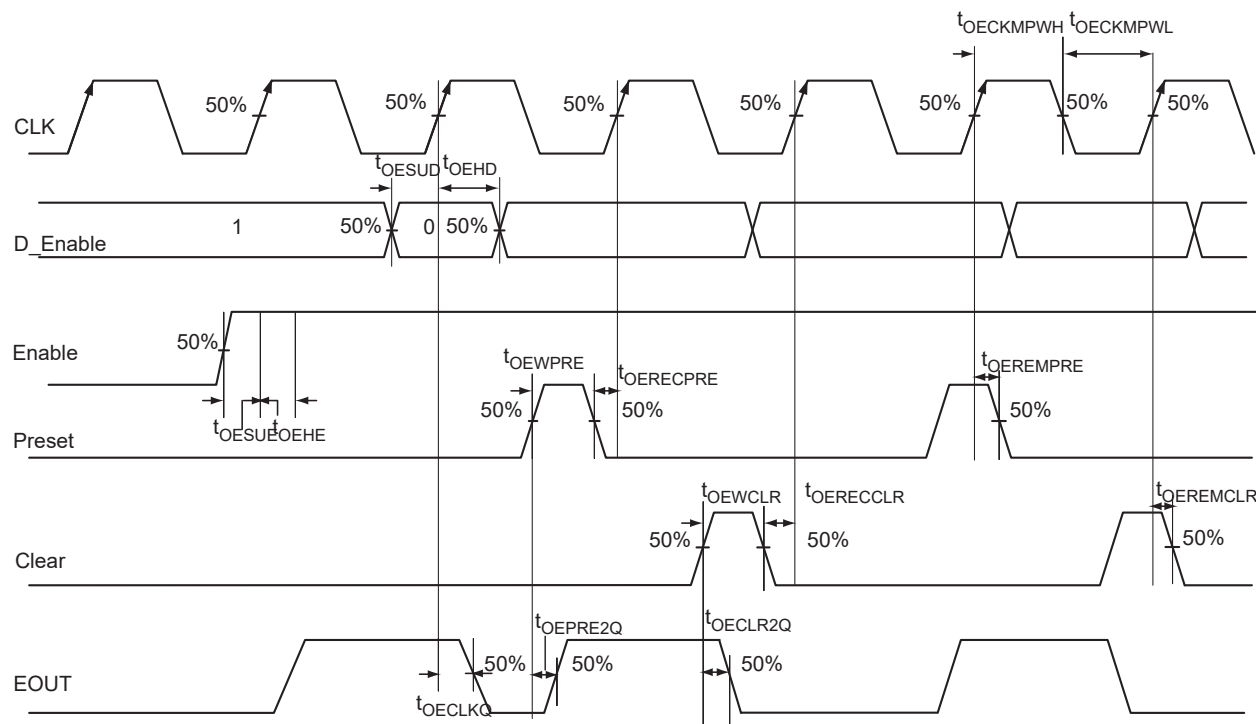 tOECKMPWH tOECKMPWL
CLK 50% 50% 50% 50% 50% 50% 50%
tOESUD tOEHD
D_Enable 1 50% 0 50%
Enable 50%
tOESUE tOEHE
tOEWPRE tOERECPRE tOEREMPRE
Preset 50% 50% 50%
tOEWCLR tOERECCLR tOEREMCLR
Clear 50% 50% 50%
tOEPRE2Q tOECLR2Q
EOUT 50% 50% 50%
tOECLKQ